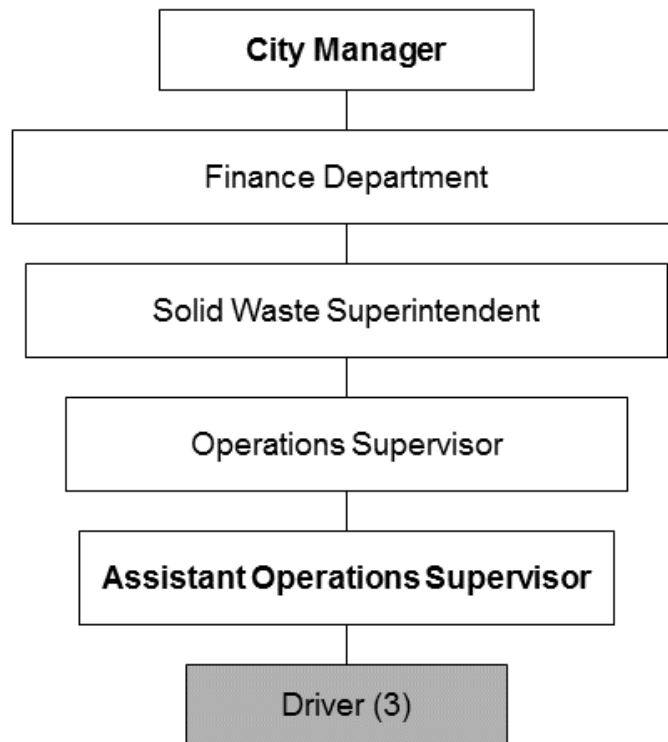 City Manager
Finance Department
Solid Waste Superintendent
Operations Supervisor
Assistant Operations Supervisor
Driver (3)